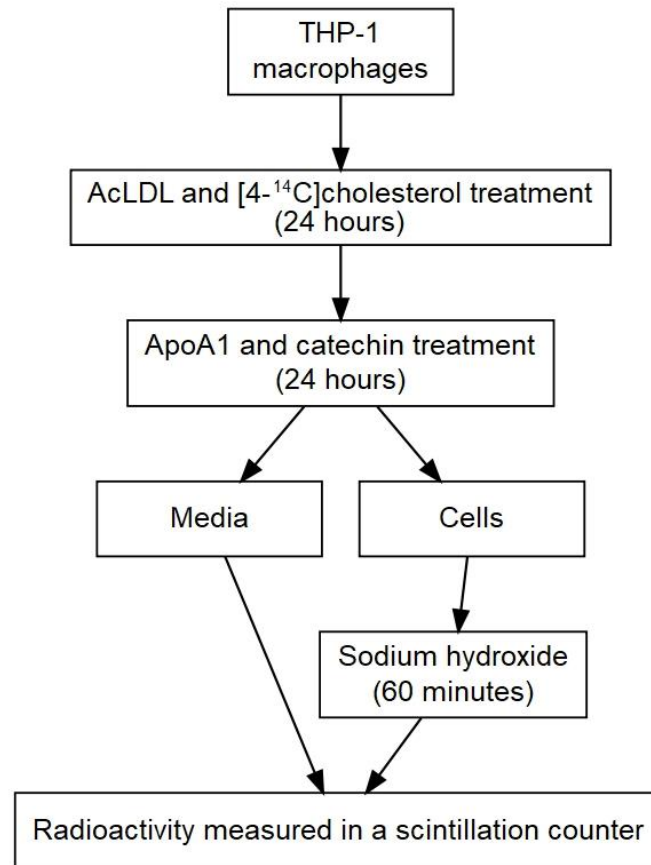 THP-1
macrophages
AcLDL and [4-¹⁴C]cholesterol treatment
(24 hours)
ApoA1 and catechin treatment
(24 hours)
Media
Cells
Sodium hydroxide
(60 minutes)
Radioactivity measured in a scintillation counter